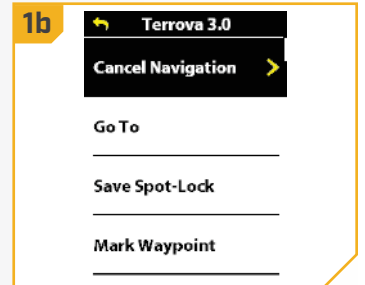 1b
Terrova 3.0
Cancel Navigation
Go To
Save Spot-Lock
Mark Waypoint